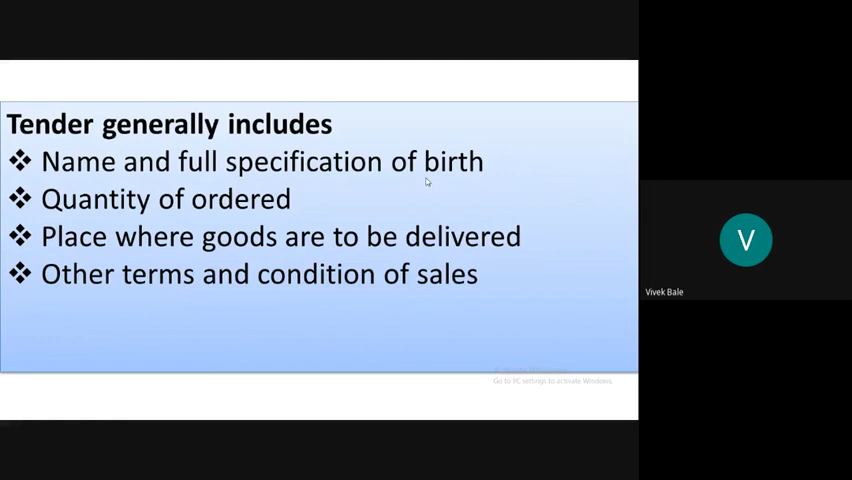 Tender generally includes
❖ Name and full specification of birth
❖ Quantity of ordered
❖ Place where goods are to be delivered
❖ Other terms and condition of sales
V
Vivek Bale
Go to PC settings to activate Windows.